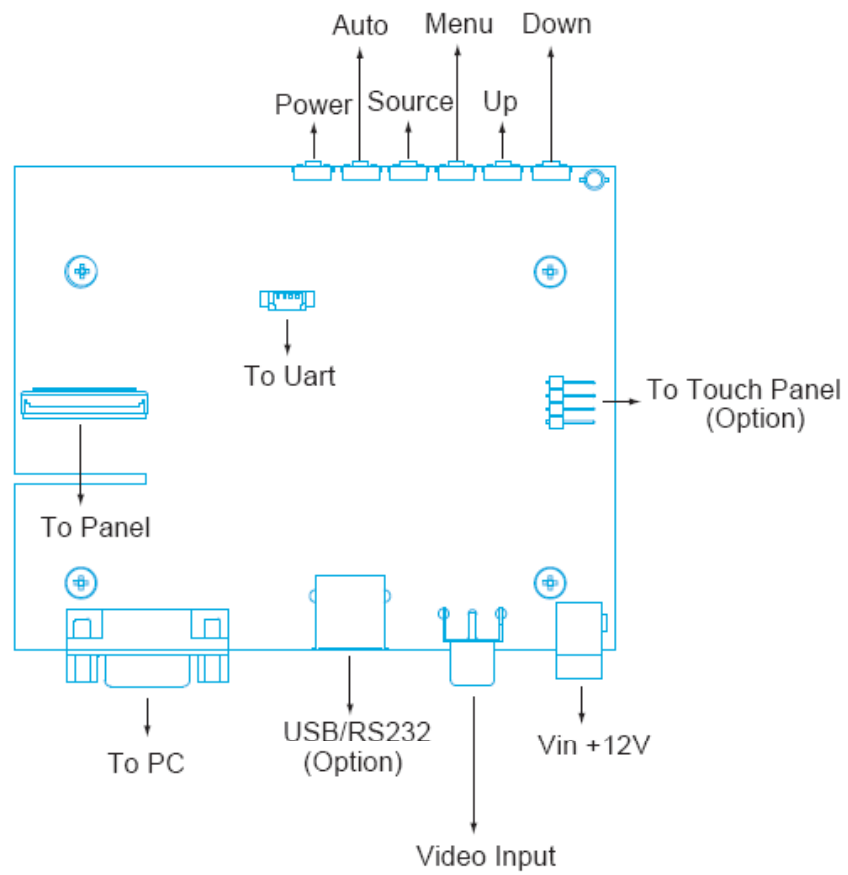 Auto
Menu
Down
Power
Source
Up
To Uart
To Touch Panel
(Option)
To Panel
USB/RS232
(Option)
Vin +12V
To PC
Video Input